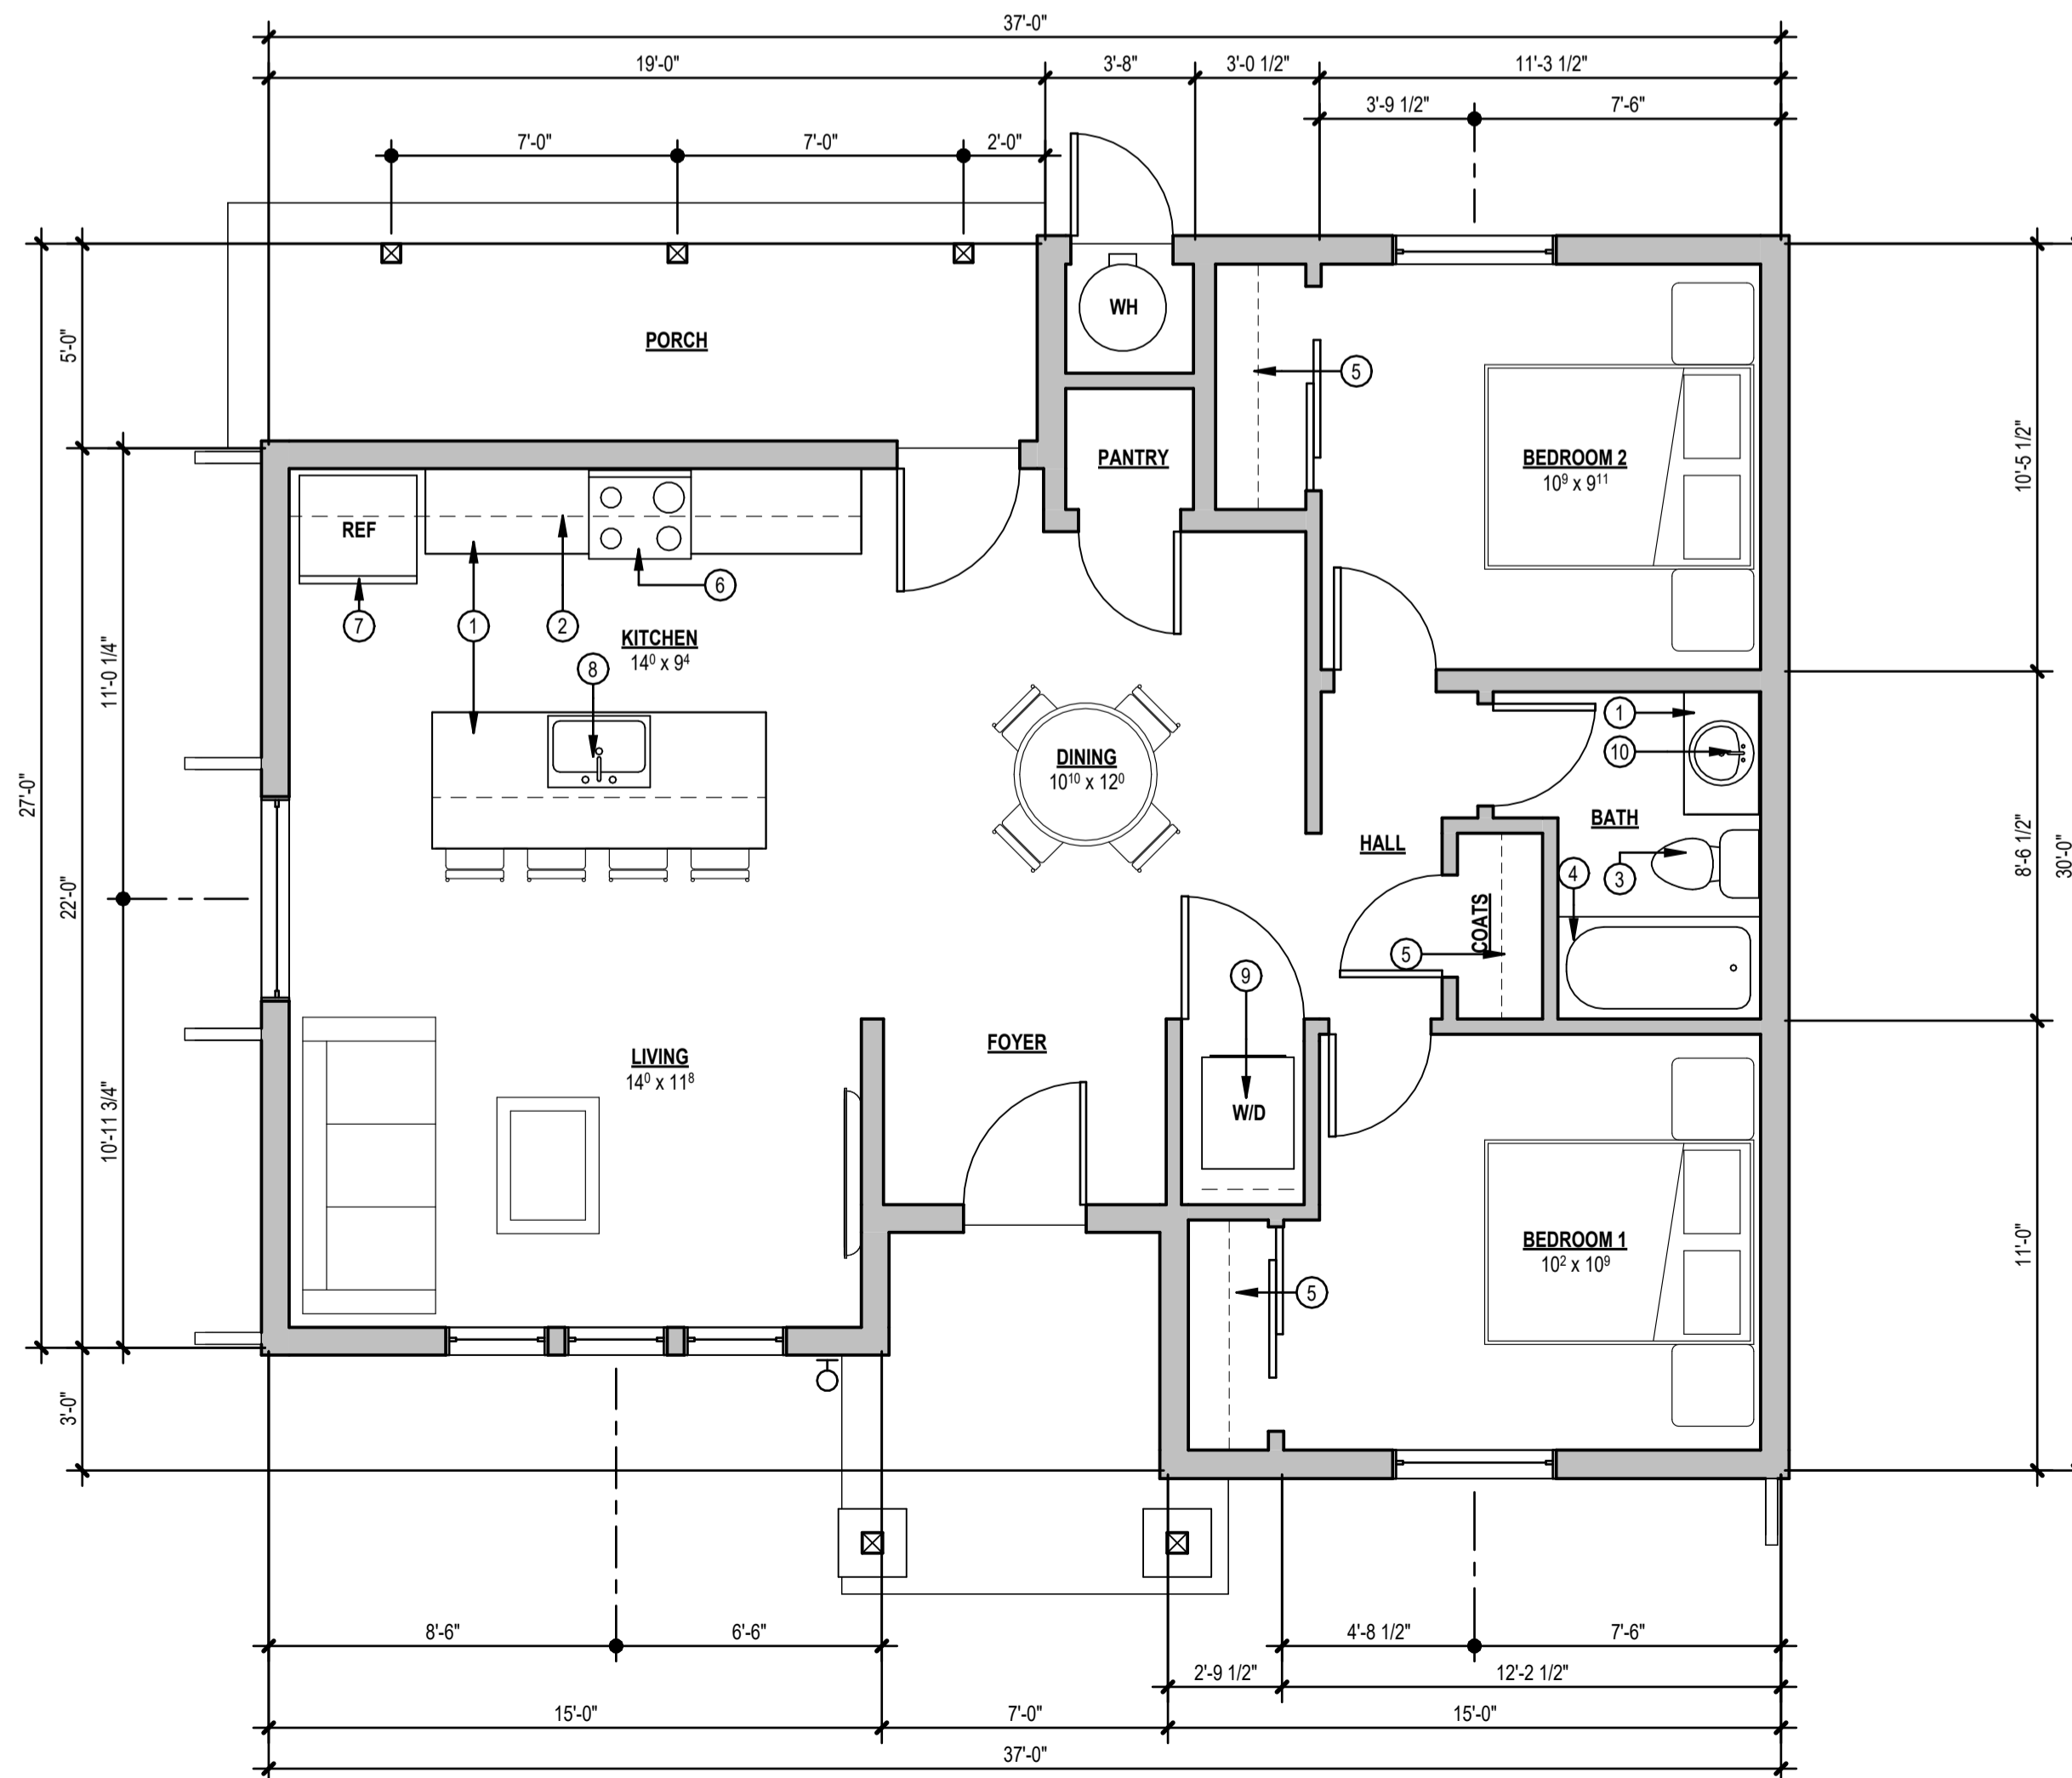 37'-0"
19'-0"
3'-8"
3'-0 1/2"
11'-3 1/2"
3'-9 1/2"
7'-6"
7'-0"
7'-0"
2'-0"
WH
PORCH
5
PANTRY
BEDROOM 2
10⁹ x 9¹¹
REF
6
7
1
2
KITCHEN
14⁰ x 9⁴
8
DINING
10¹⁰ x 12⁰
1
10
BATH
HALL
3
4
COATS
5
9
FOYER
LIVING
14⁰ x 11⁸
W/D
BEDROOM 1
10² x 10⁹
5
27'-0"
5'-0"
22'-0"
3'-0"
11'-0 1/4"
10'-11 3/4"
10'-5 1/2"
8'-6 1/2"
11'-0"
30'-0"
8'-6"
6'-6"
4'-8 1/2"
7'-6"
2'-9 1/2"
12'-2 1/2"
15'-0"
7'-0"
15'-0"
37'-0"